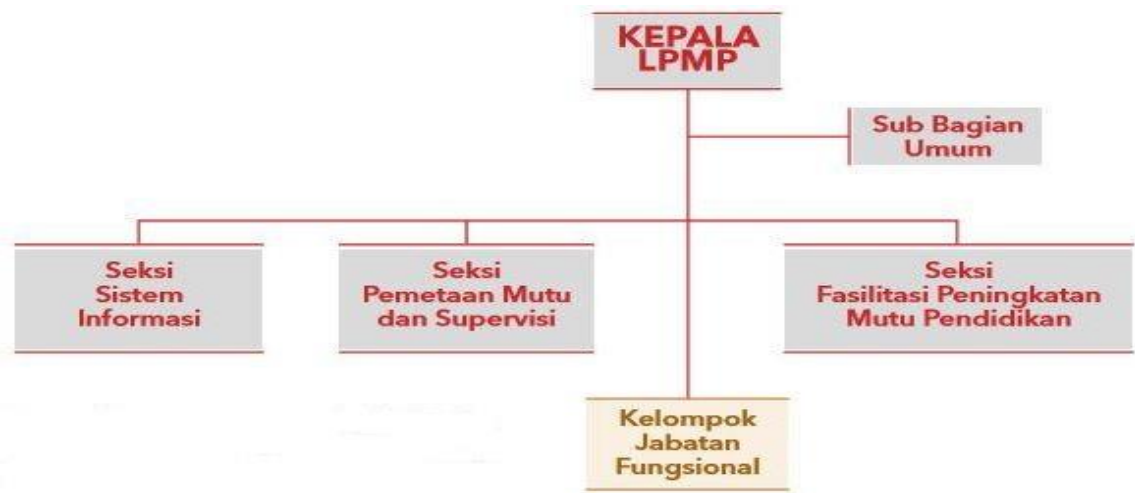 KEPALA
LPMP
Sub Bagian
Umum
Seksi
Sistem
Informasi
Seksi
Pemetaan Mutu
dan Supervisi
Seksi
Fasilitasi Peningkatan
Mutu Pendidikan
Kelompok
Jabatan
Fungsional